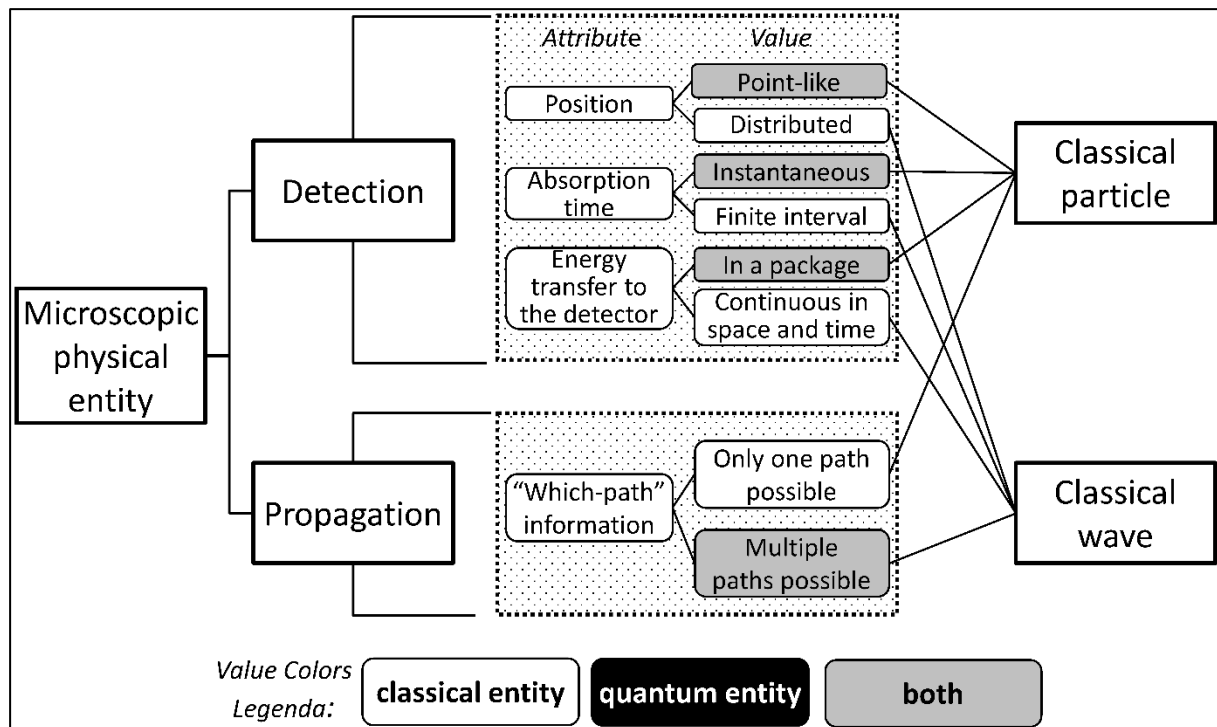 Attribute Value
Point-like
Position
Distributed
Detection
Instantaneous
Absorption
time
Finite interval
Energy
transfer to
the detector
In a package
Continuous in
space and time
Classical
particle
Microscopic
physical
entity
Propagation
“Which-path”
information
Only one path
possible
Multiple
paths possible
Classical
wave
Value Colors
Legenda:
classical entity
quantum entity
both